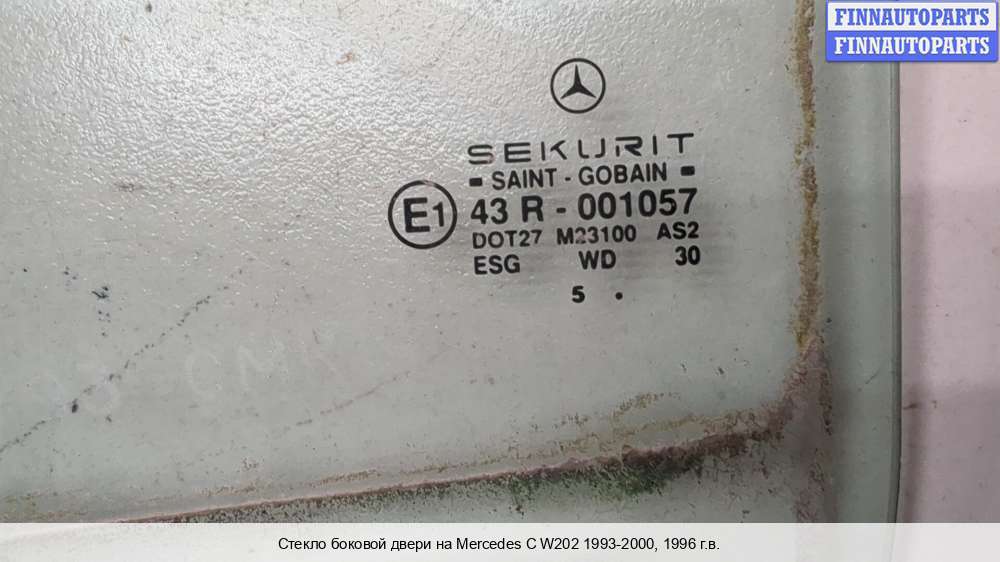 FINNAUTOPARTS
FINNAUTOPARTS
SEKURIT
SAINT - GOBAIN
E1 43 R - 001057
DOT27 M23100 AS2
ESG WD 30
5 .
Стекло боковой двери на Mercedes C W202 1993-2000, 1996 г.в.